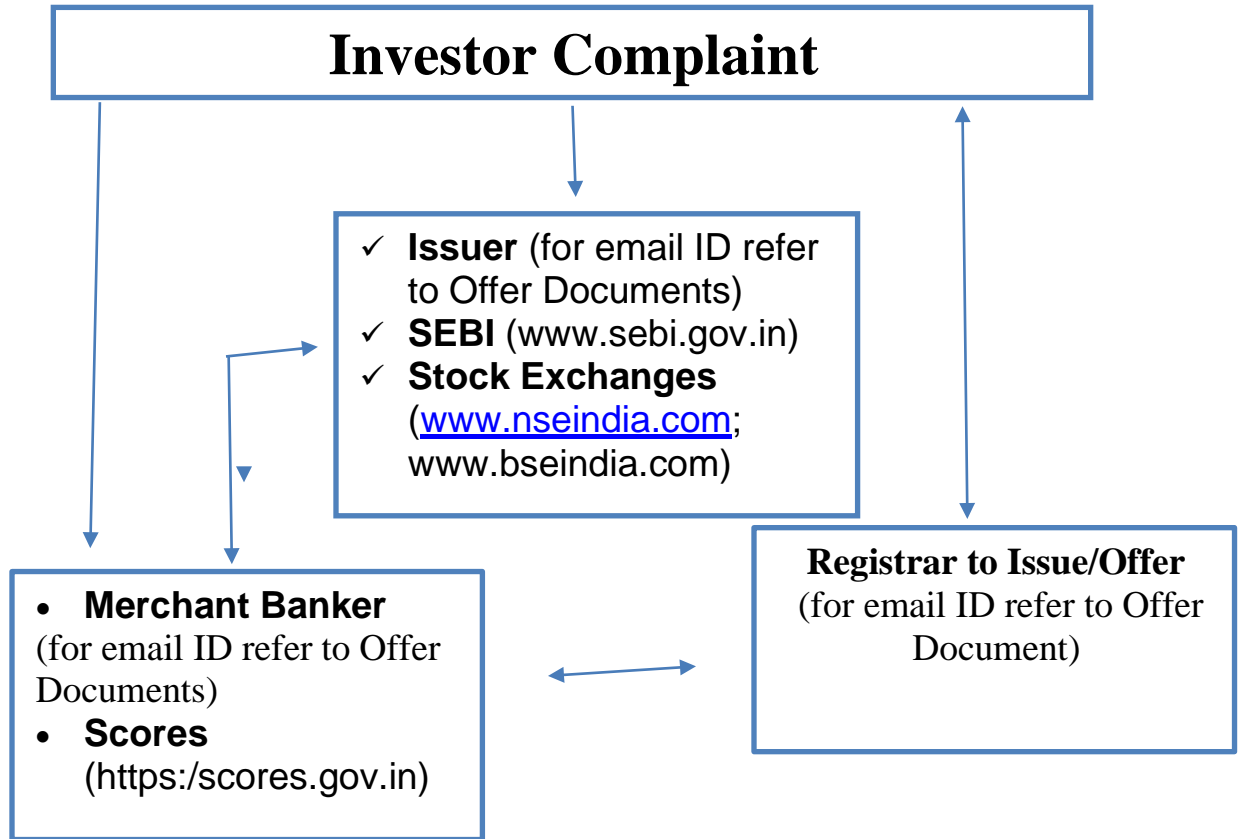 Investor Complaint
✓ Issuer (for email ID refer
to Offer Documents)
✓ SEBI (www.sebi.gov.in)
✓ Stock Exchanges
(www.nseindia.com;
www.bseindia.com)
• Merchant Banker
(for email ID refer to Offer
Documents)
• Scores
(https:/scores.gov.in)
Registrar to Issue/Offer
(for email ID refer to Offer
Document)